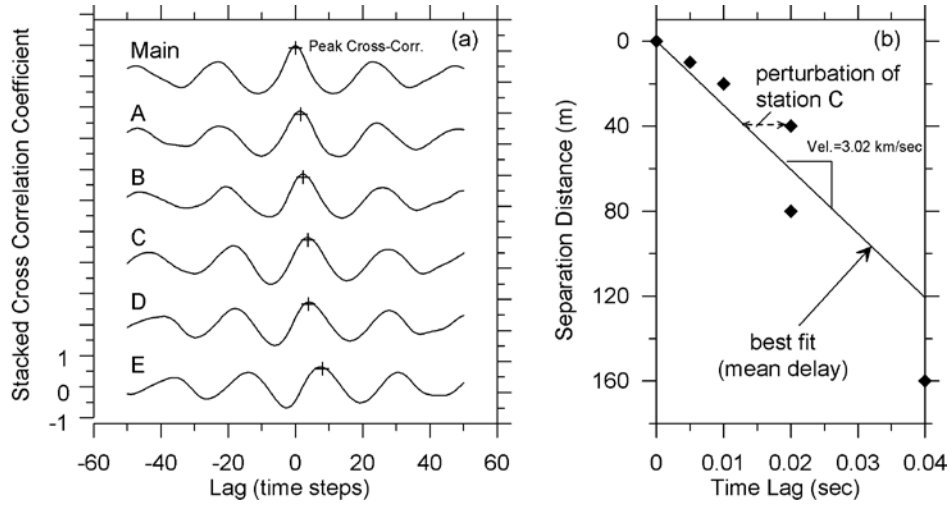 (a)
Stacked Cross Correlation Coefficient
Main
Peak Cross-Corr.
A
B
C
D
E
1
0
-1
-60 -40 -20 0 20 40 60
Lag (time steps)
(b)
Separation Distance (m)
0
40
80
120
160
perturbation of
station C
Vel.=3.02 km/sec
best fit
(mean delay)
0 0.01 0.02 0.03 0.04
Time Lag (sec)